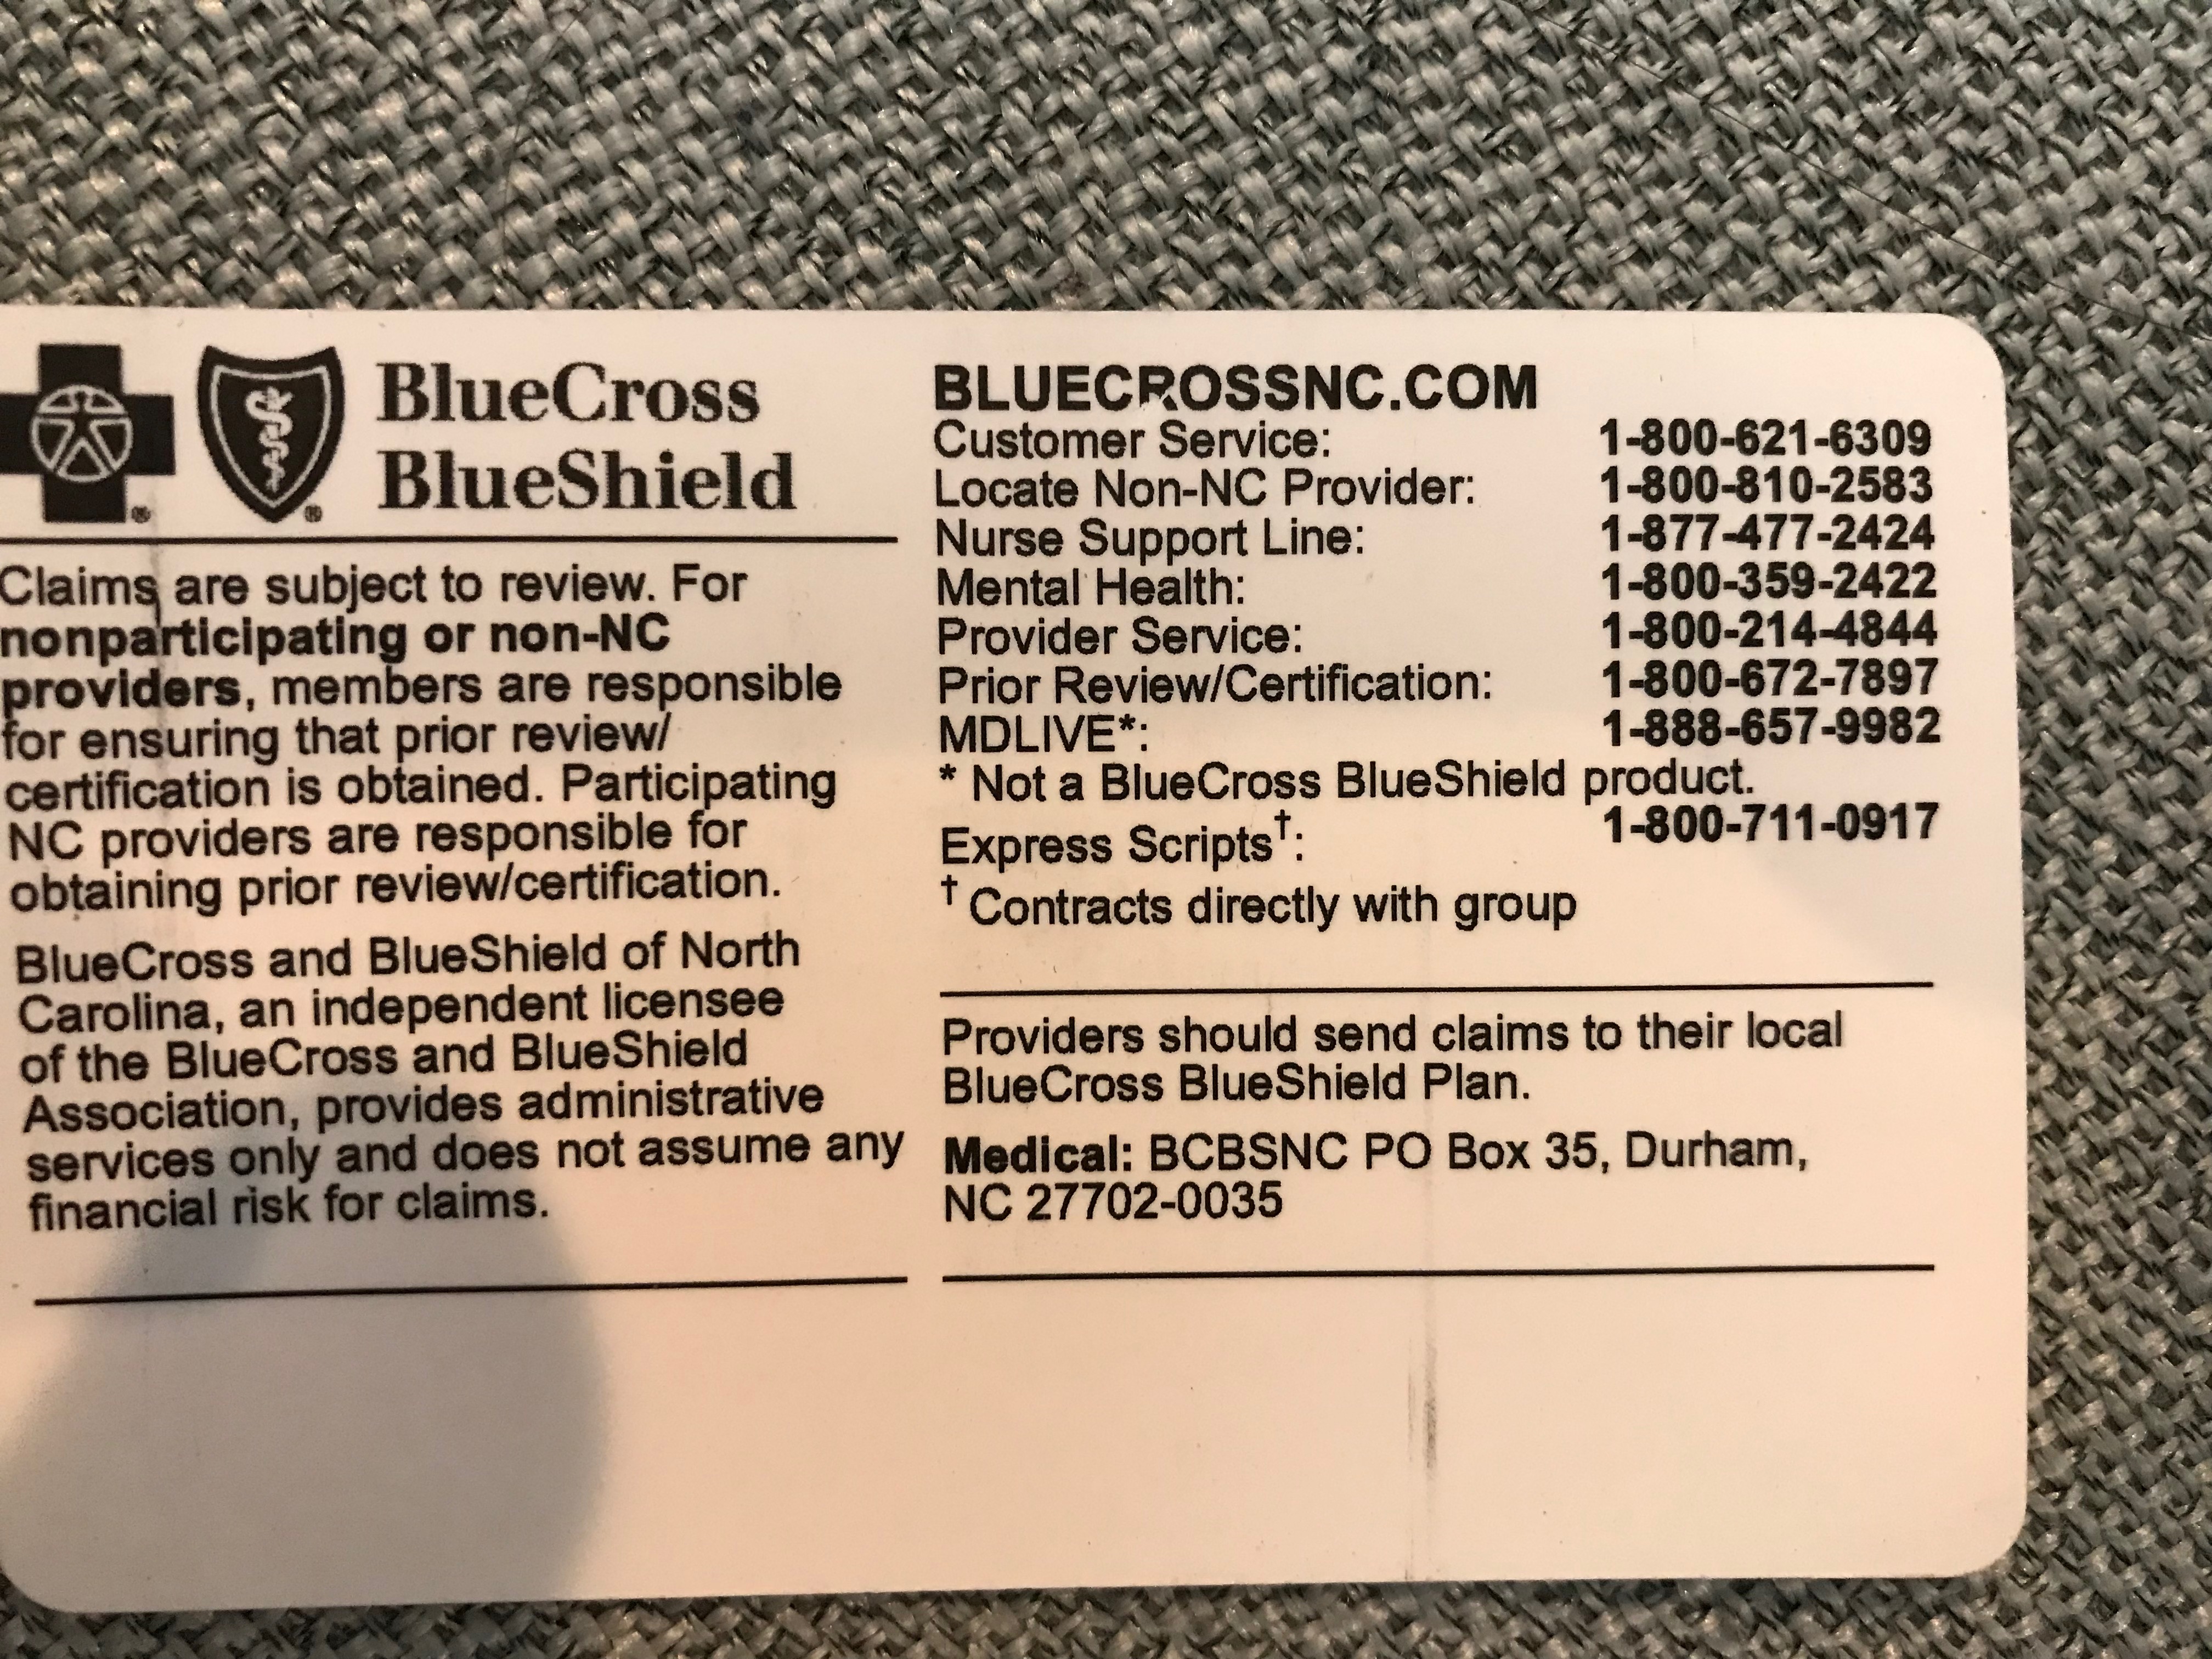 BlueCross
BlueShield
Claims are subject to review. For
nonparticipating or non-NC
providers, members are responsible
for ensuring that prior review/
certification is obtained. Participating
NC providers are responsible for
obtaining prior review/certification.
BlueCross and BlueShield of North
Carolina, an independent licensee
of the BlueCross and BlueShield
Association, provides administrative
services only and does not assume any
financial risk for claims.
BLUECROSSNC.COM
Customer Service: 1-800-621-6309
Locate Non-NC Provider: 1-800-810-2583
Nurse Support Line: 1-877-477-2424
Mental Health: 1-800-359-2422
Provider Service: 1-800-214-4844
Prior Review/Certification: 1-800-672-7897
MDLIVE*: 1-888-657-9982
* Not a BlueCross BlueShield product.
Express Scripts†: 1-800-711-0917
† Contracts directly with group
Providers should send claims to their local
BlueCross BlueShield Plan.
Medical: BCBSNC PO Box 35, Durham,
NC 27702-0035